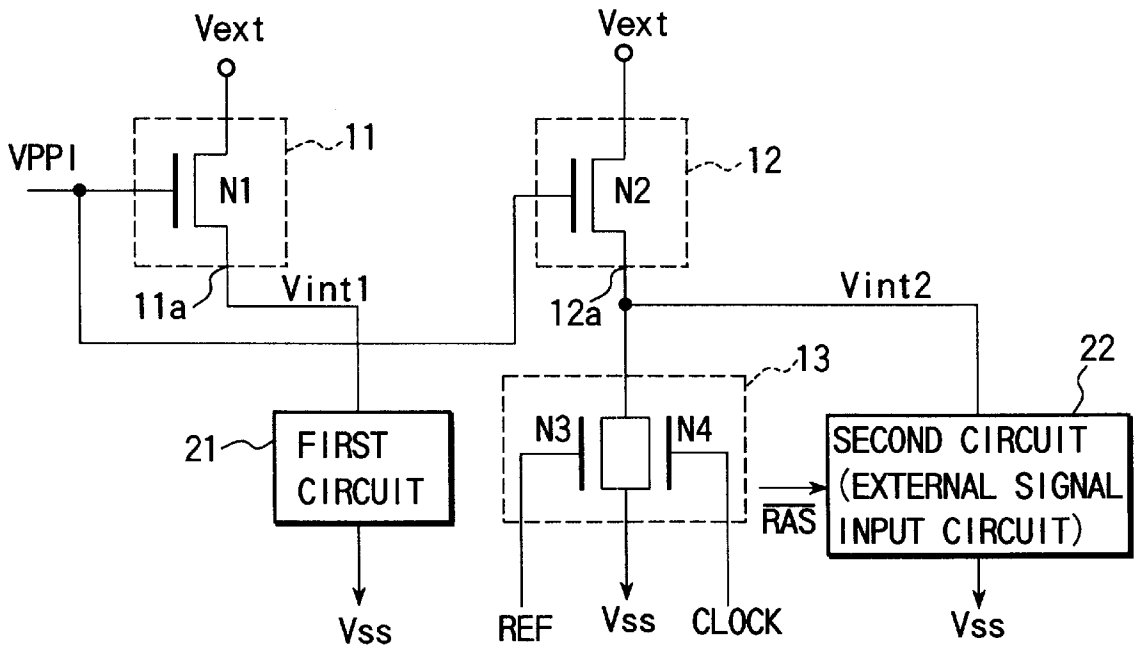 Vext
Vext
11
12
VPPI
N1
N2
11a
Vint1
12a
Vint2
13
22
21
FIRST
CIRCUIT
N3
N4
SECOND CIRCUIT
(EXTERNAL SIGNAL
INPUT CIRCUIT)
RAS
Vss
REF
Vss
CLOCK
Vss